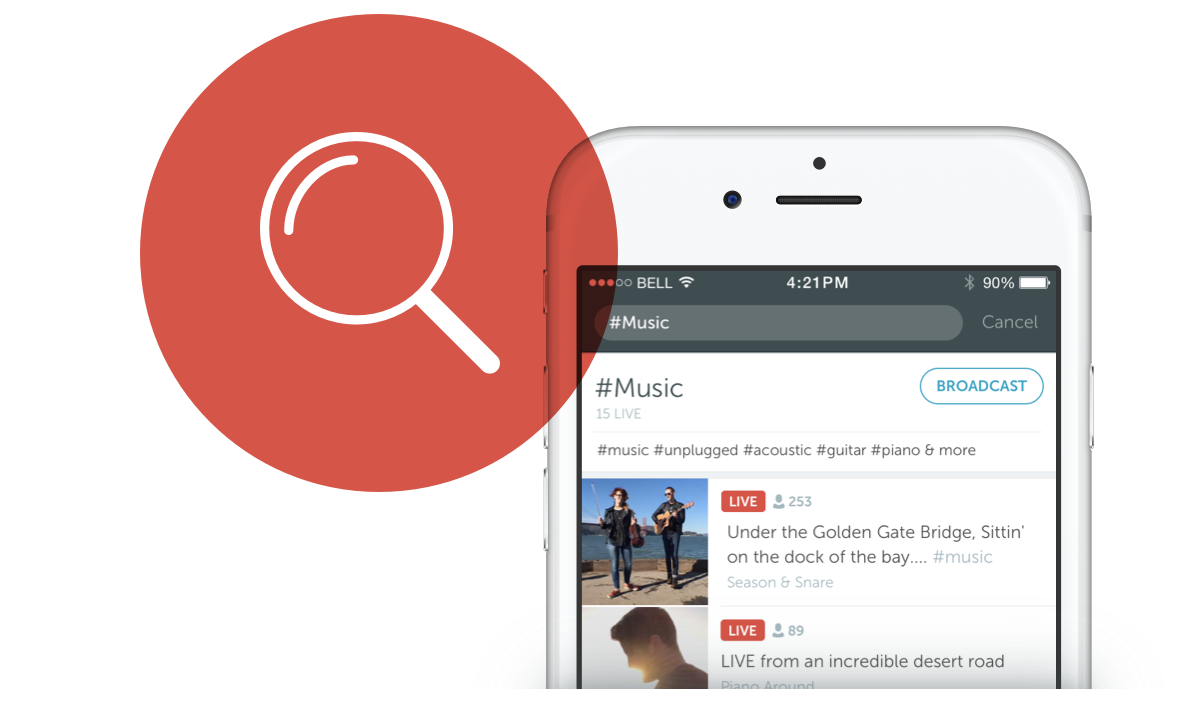 BELL 4:21PM 90%
#Music Cancel
#Music BROADCAST
15 LIVE
#music #unplugged #acoustic #guitar #piano & more
LIVE 253
Under the Golden Gate Bridge, Sittin'
on the dock of the bay.... #music
Season & Snare
LIVE 89
LIVE from an incredible desert road
Piano Around